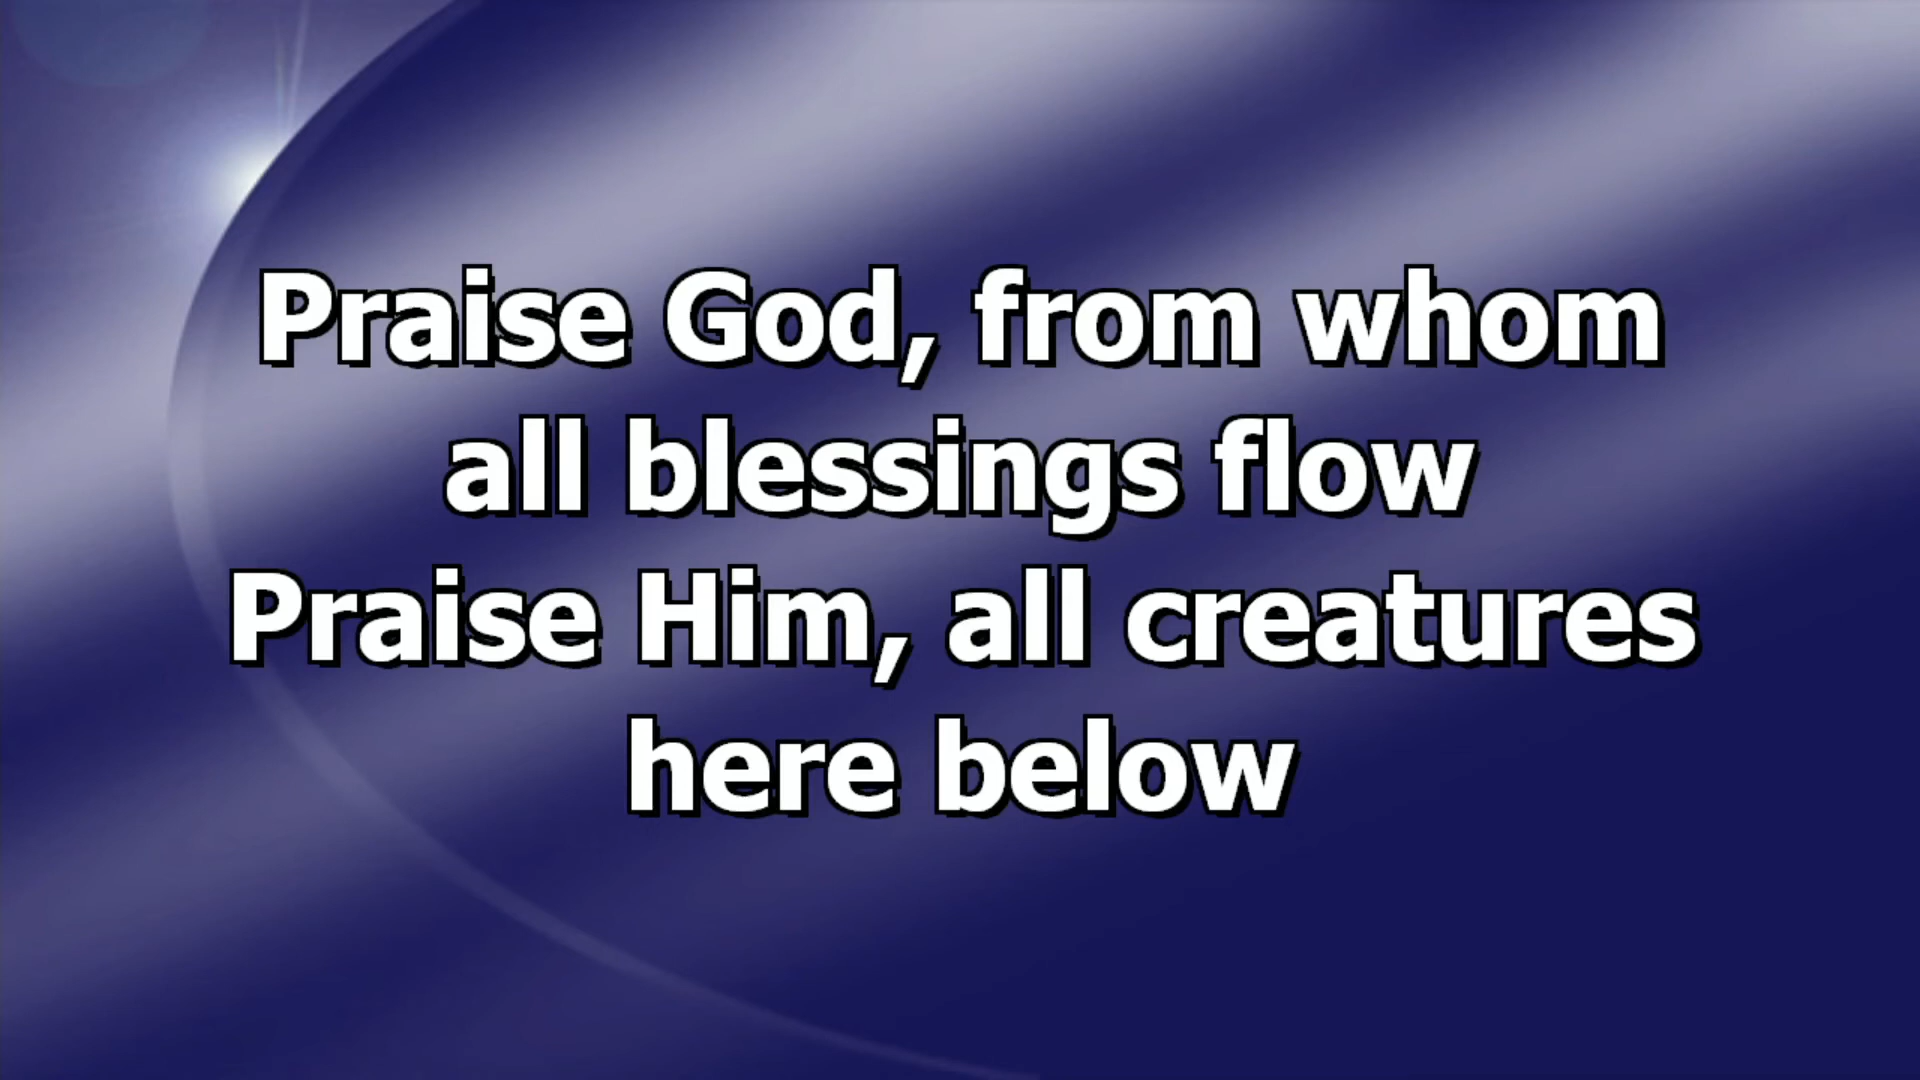 Praise God, from whom
all blessings flow
Praise Him, all creatures
here below